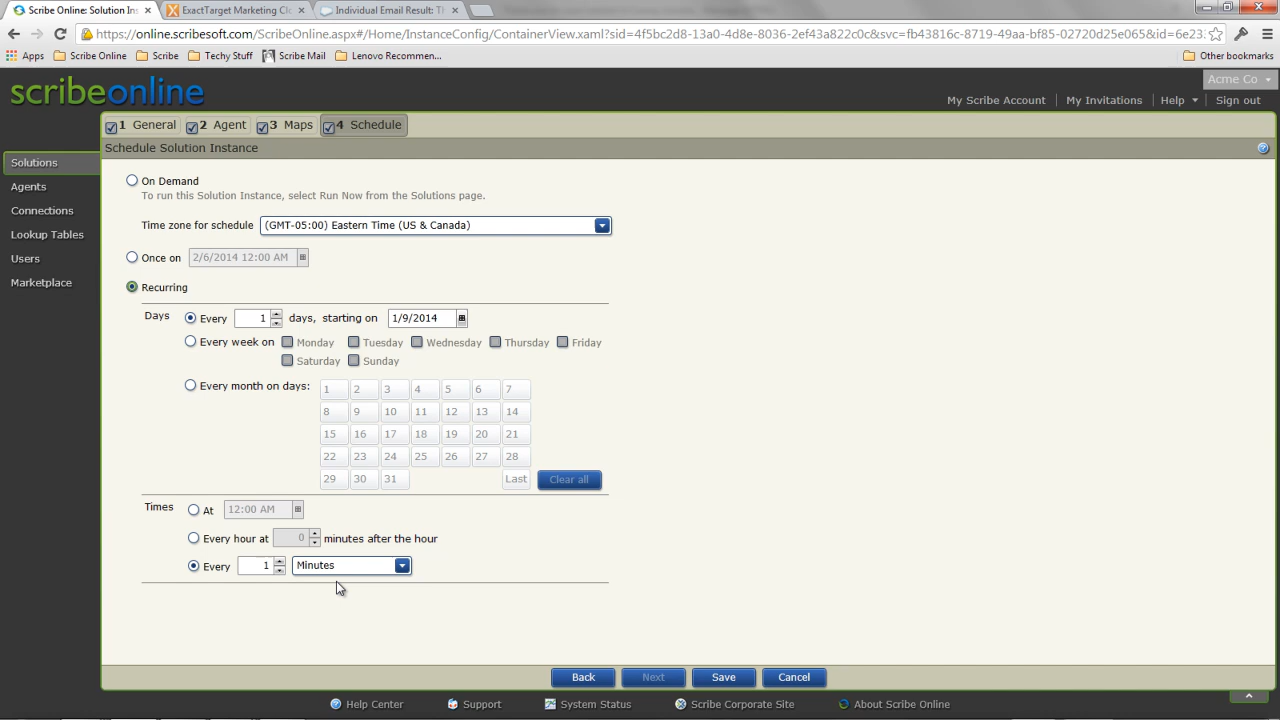 Scribe Online: Solution Ins
ExactTarget Marketing Clo
Individual Email Result: Th
https://online.scribesoft.com/ScribeOnline.aspx#/Home/InstanceConfig/ContainerView.xaml?sid=4f5bc2d8-13a0-4d8e-8036-2ef43a822c0c&svc=fb43816c-8719-49aa-bf85-02720d25e065&id=6e23
Apps Scribe Online Scribe Techy Stuff Scribe Mail Lenovo Recommen... Other bookmarks
scribeonline
Acme Co
My Scribe Account My Invitations Help Sign out
1 General 2 Agent 3 Maps 4 Schedule
Schedule Solution Instance
Solutions
Agents
Connections
Lookup Tables
Users
Marketplace
On Demand
To run this Solution Instance, select Run Now from the Solutions page.
Time zone for schedule (GMT-05:00) Eastern Time (US & Canada)
Once on 2/6/2014 12:00 AM
Recurring
Days Every 1 days, starting on 1/9/2014
Every week on Monday Tuesday Wednesday Thursday Friday
Saturday Sunday
Every month on days: 1 2 3 4 5 6 7
8 9 10 11 12 13 14
15 16 17 18 19 20 21
22 23 24 25 26 27 28
29 30 31 Last Clear all
Times At 12:00 AM
Every hour at 0 minutes after the hour
Every 1 Minutes
Back Next Save Cancel
Help Center Support System Status Scribe Corporate Site About Scribe Online